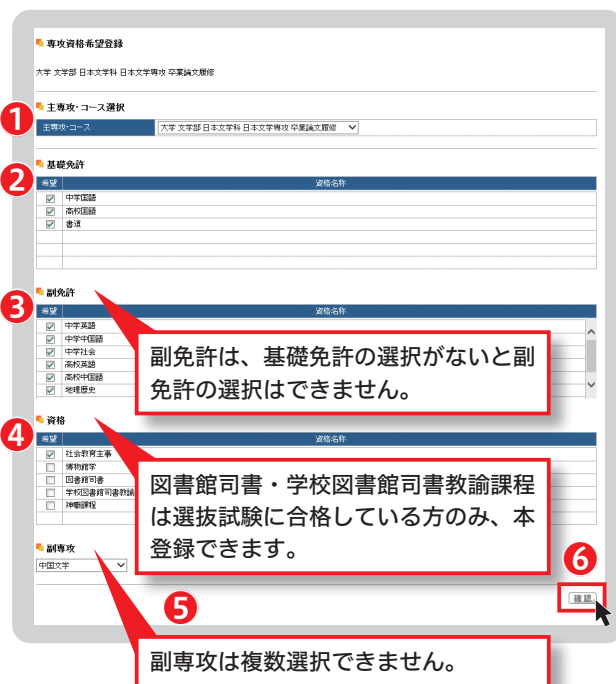 専攻資格希望登録
大学 文学部 日本文学科 日本文学専攻 卒業論文履修
主専攻・コース選択
1
主専攻・コース 大学 文学部 日本文学科 日本文学専攻 卒業論文履修
基礎免許
2
希望 資格名称
中学国語
高校国語
書道
副免許
3
希望 資格名称
中学英語
中学中国語
中学社会
高校英語
高校中国語
地理歴史
副免許は、基礎免許の選択がないと副
免許の選択はできません。
資格
4
希望 資格名称
社会教育主事
博物館学
図書館司書
学校図書館司書教諭
神職課程
図書館司書・学校図書館司書教諭課程
は選抜試験に合格している方のみ、本
登録できます。
副専攻
中国文学
5
6
確認
副専攻は複数選択できません。